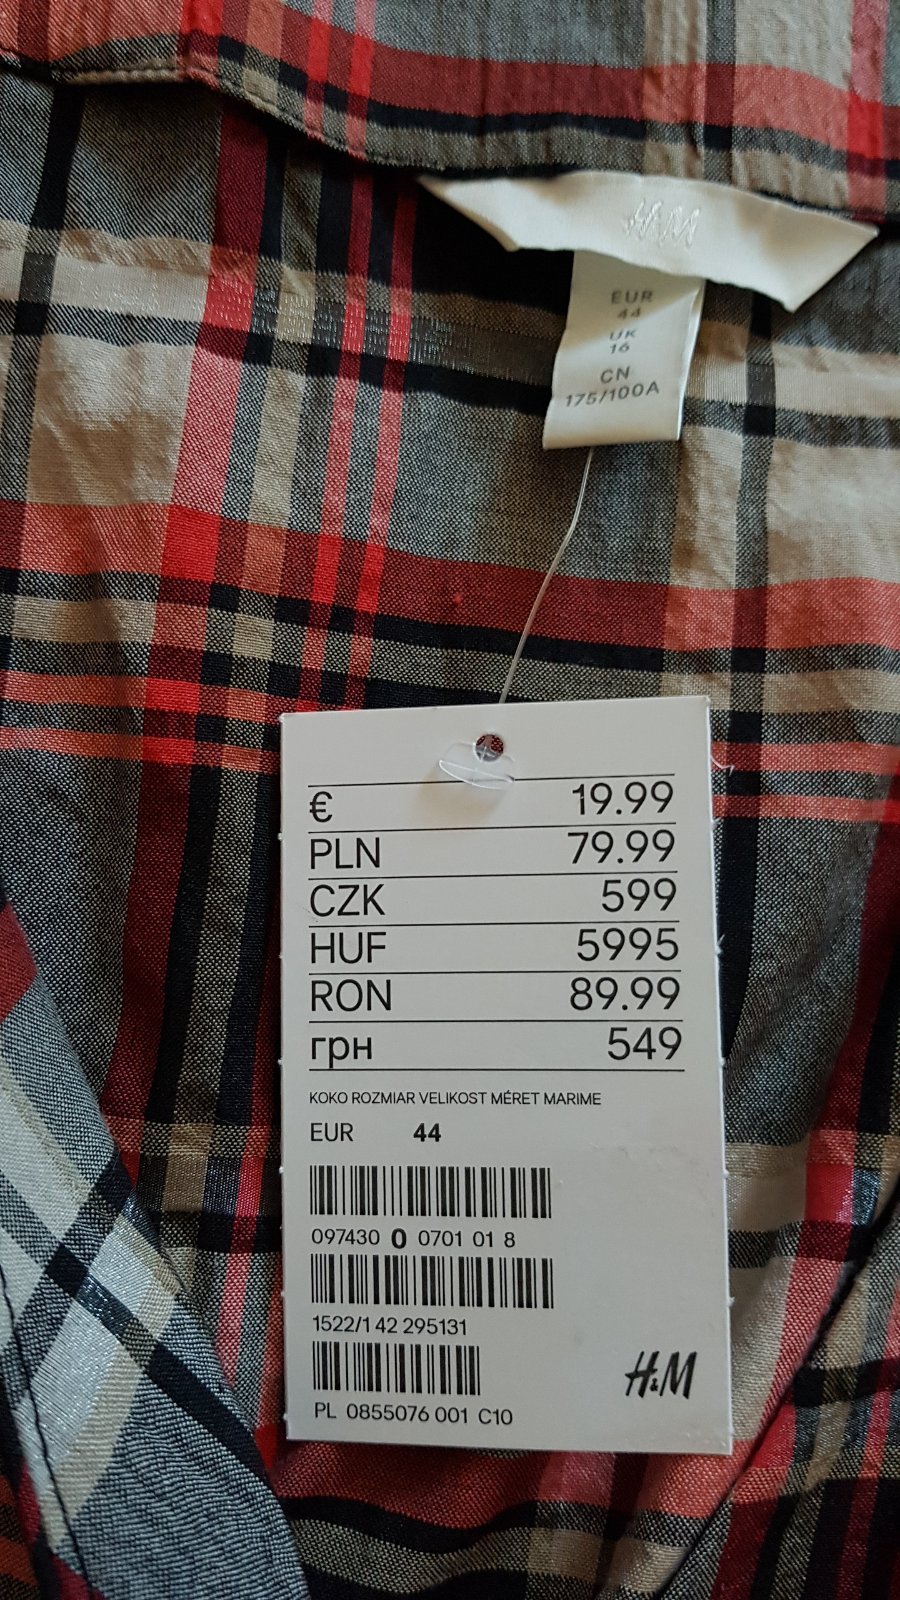 H&M
EUR
44
UK
16
CN
175/100A
€ 19.99
PLN 79.99
CZK 599
HUF 5995
RON 89.99
грн 549
KOKO ROZMIAR VELIKOST MÉRET MARIME
EUR 44
097430 0 0701 01 8
1522/1 42 295131
PL 0855076 001 C10
H&M